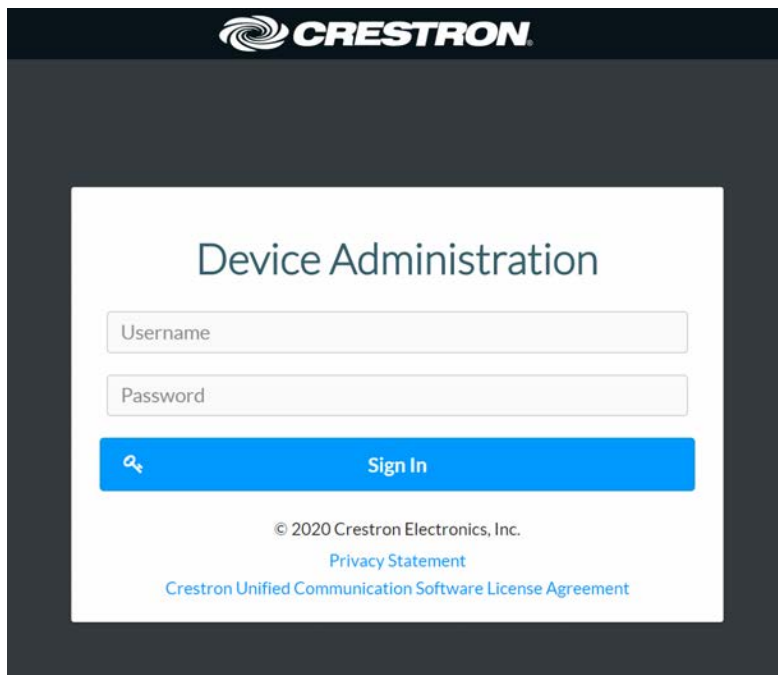 CRESTRON®
Device Administration
Username
Password
Sign In
© 2020 Crestron Electronics, Inc.
Privacy Statement
Crestron Unified Communication Software License Agreement